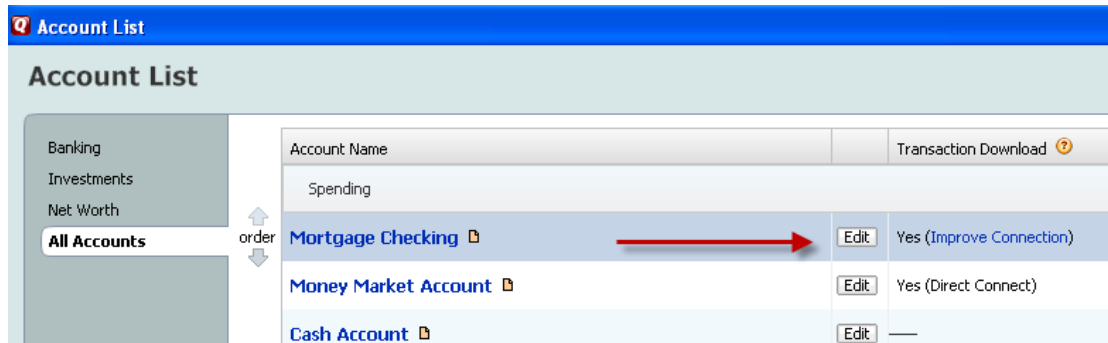 Account List
Account List
Banking
Investments
Net Worth
All Accounts
order
Account Name Transaction Download ?
Spending
Mortgage Checking Edit Yes (Improve Connection)
Money Market Account Edit Yes (Direct Connect)
Cash Account Edit —